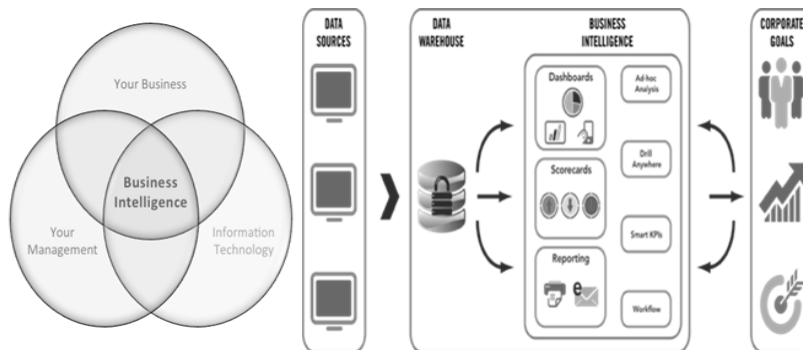 Your Business
Business
Intelligence
Your
Management
Information
Technology
DATA
SOURCES
DATA
WAREHOUSE
BUSINESS
INTELLIGENCE
Dashboards
Scorecards
Reporting
e
Ad-hoc
Analysis
Drill
Anywhere
Smart KPIs
Workflow
CORPORATE
GOALS